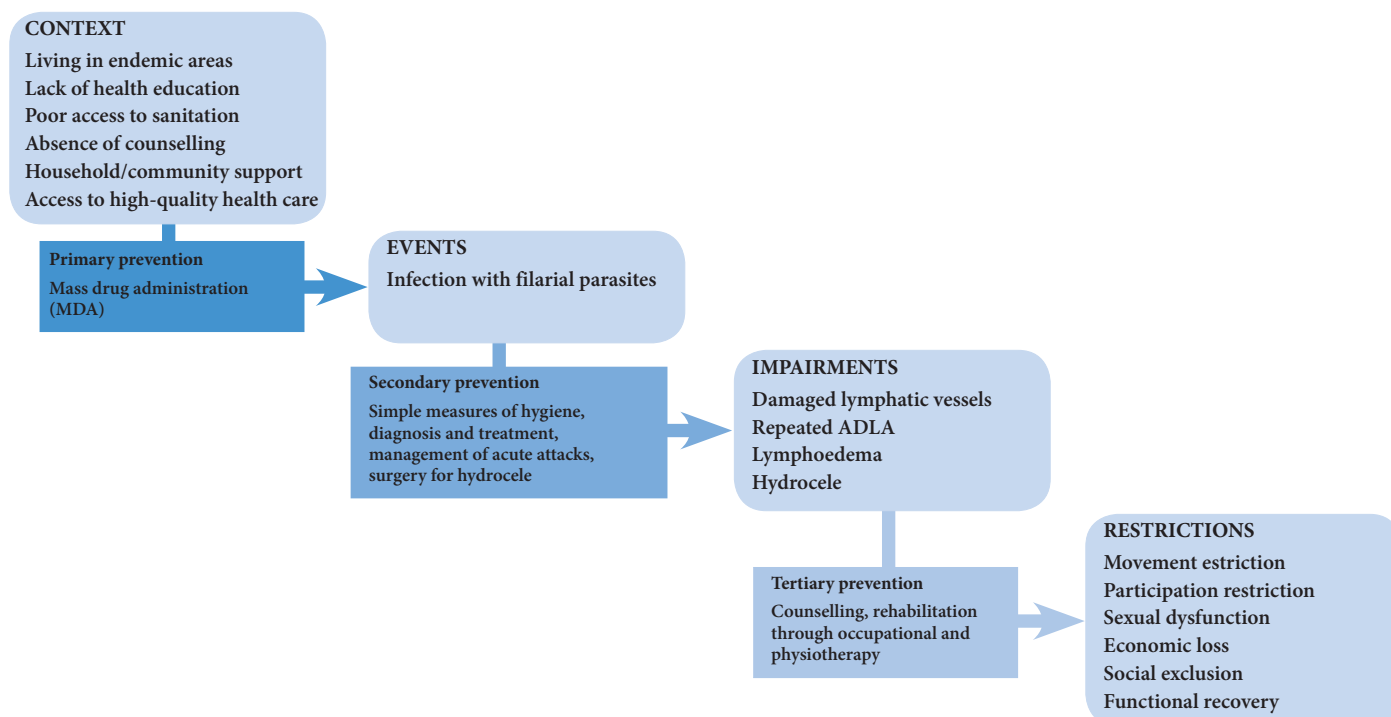 CONTEXT
Living in endemic areas
Lack of health education
Poor access to sanitation
Absence of counselling
Household/community support
Access to high-quality health care
Primary prevention
Mass drug administration
(MDA)
EVENTS
Infection with filarial parasites
Secondary prevention
Simple measures of hygiene,
diagnosis and treatment,
management of acute attacks,
surgery for hydrocele
IMPAIRMENTS
Damaged lymphatic vessels
Repeated ADLA
Lymphoedema
Hydrocele
Tertiary prevention
Counselling, rehabilitation
through occupational and
physiotherapy
RESTRICTIONS
Movement estriction
Participation restriction
Sexual dysfunction
Economic loss
Social exclusion
Functional recovery